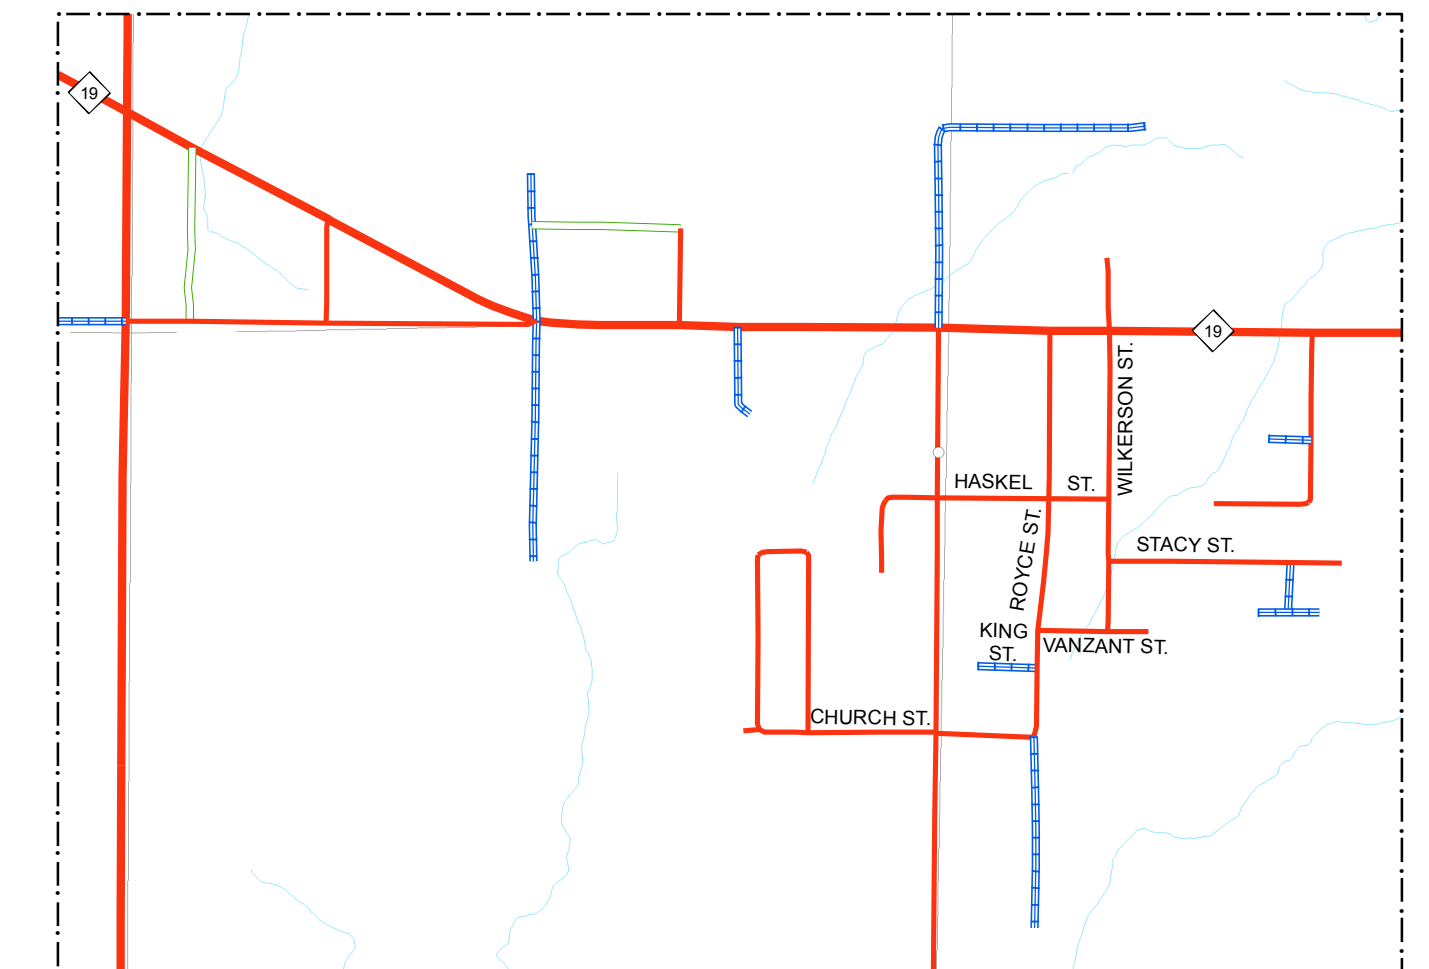 19
19
WILKERSON ST.
HASKEL ST.
ROYCE ST.
STACY ST.
KING
ST.
VANZANT ST.
CHURCH ST.